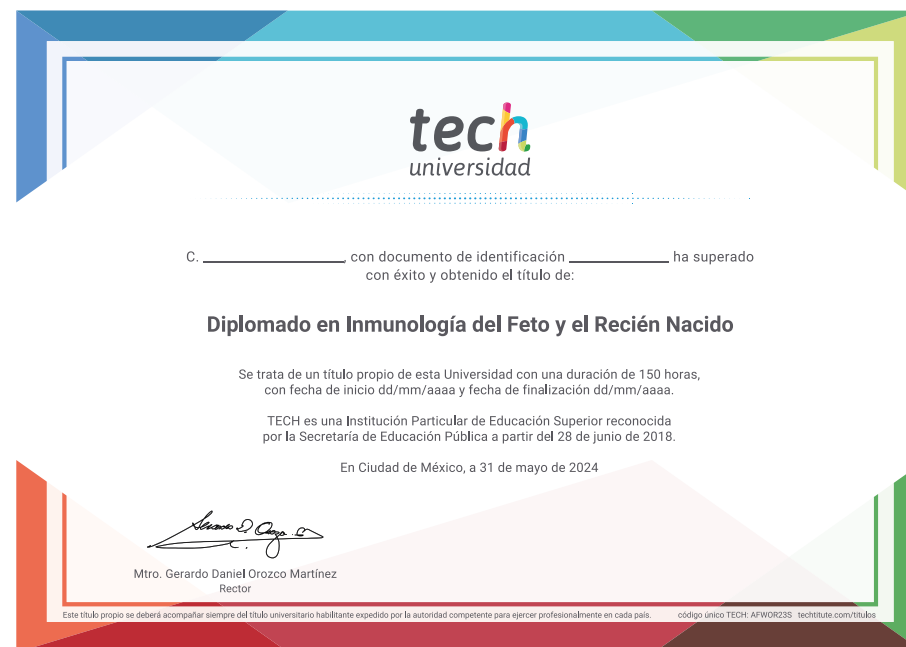 tech
universidad
C. ____________________, con documento de identificación ______________ ha superado
con éxito y obtenido el título de:
Diplomado en Inmunología del Feto y el Recién Nacido
Se trata de un título propio de esta Universidad con una duración de 150 horas,
con fecha de inicio dd/mm/aaaa y fecha de finalización dd/mm/aaaa.
TECH es una Institución Particular de Educación Superior reconocida
por la Secretaría de Educación Pública a partir del 28 de junio de 2018.
En Ciudad de México, a 31 de mayo de 2024
Mtro. Gerardo Daniel Orozco Martínez
Rector
Este título propio se deberá acompañar siempre del título universitario habilitante expedido por la autoridad competente para ejercer profesionalmente en cada país. código único TECH: AFWOR23S techtitute.com/titulos